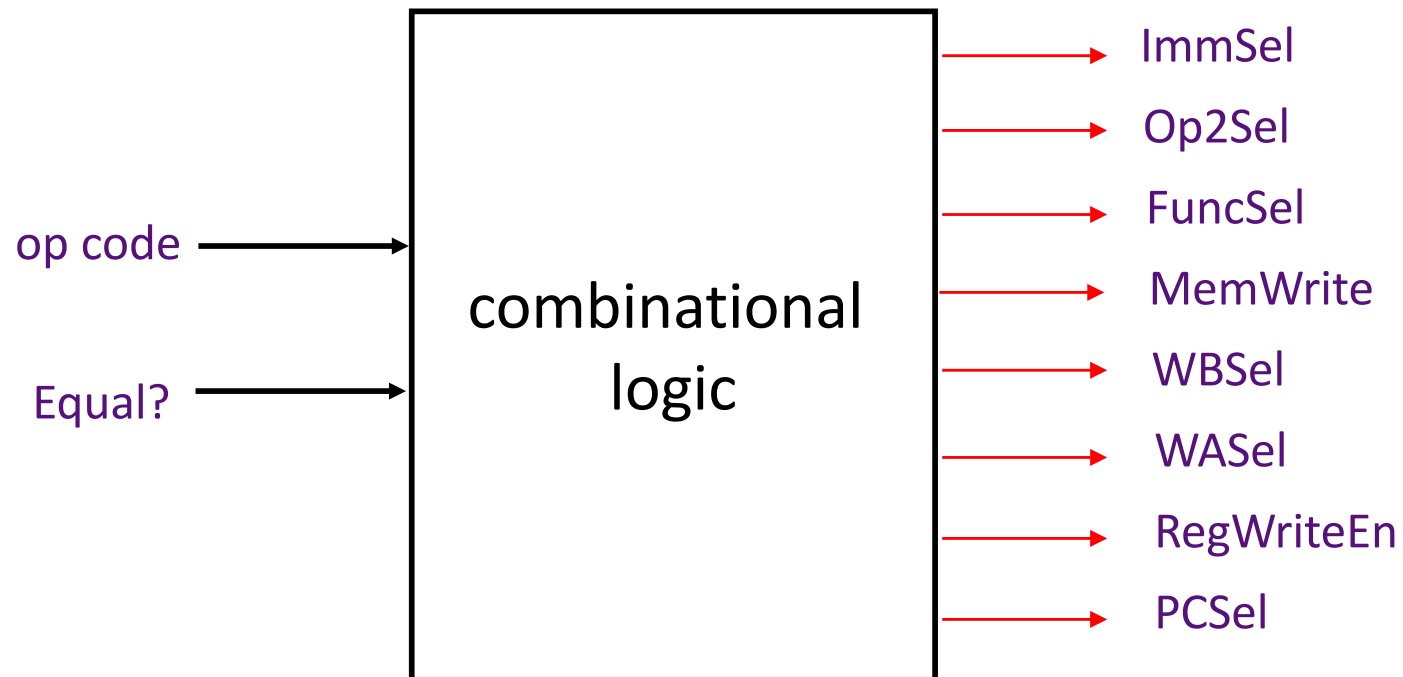 op code
Equal?
combinational
logic
ImmSel
Op2Sel
FuncSel
MemWrite
WBSel
WASel
RegWriteEn
PCSel